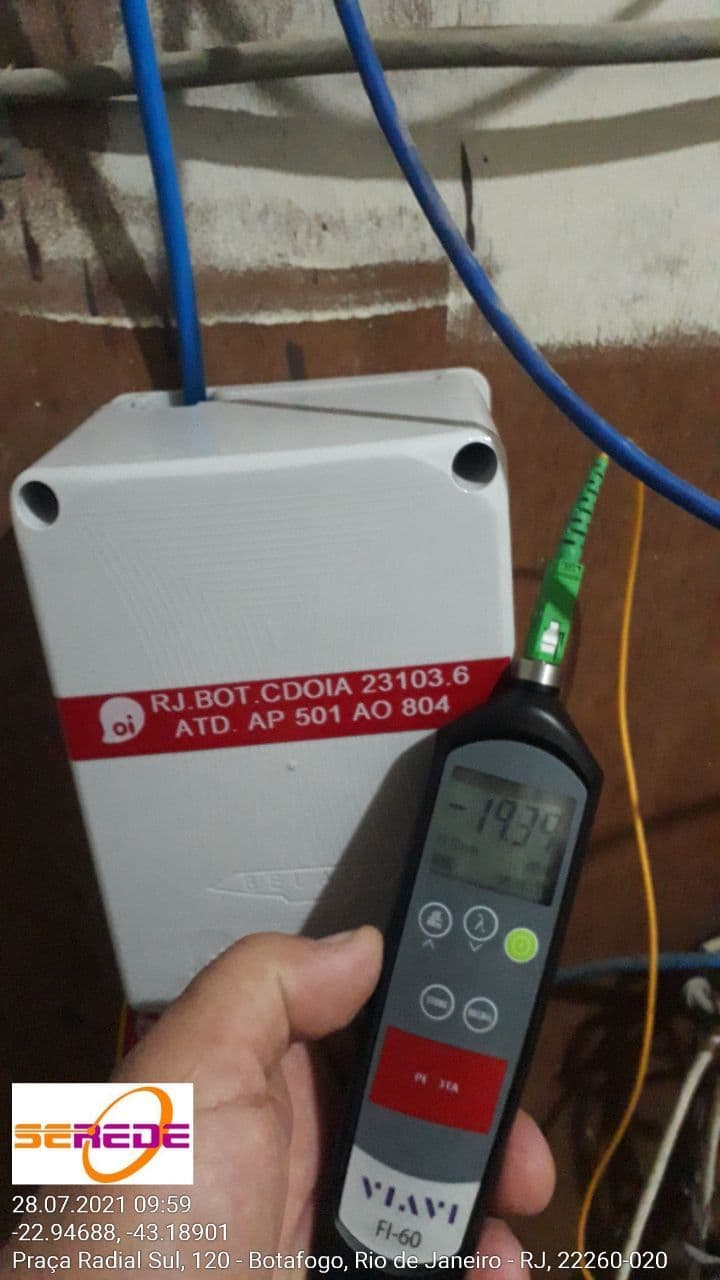 RJ.BOT.CDOIA 23103.6
oi
ATD. AP 501 AO 804
-19.39
λ
VIAVI
FI-60
SEREDE
28.07.2021 09:59
-22.94688, -43.18901
Praça Radial Sul, 120 - Botafogo, Rio de Janeiro - RJ, 22260-020